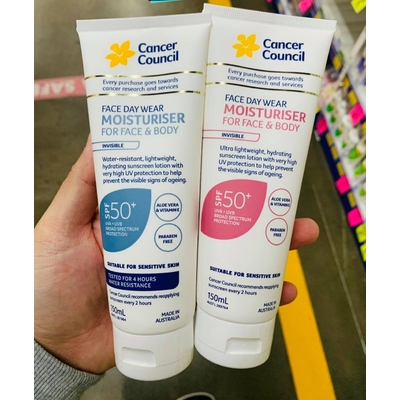 Cancer
Council
Every purchase goes towards
cancer research and services
FACE DAY WEAR
MOISTURISER
FOR FACE & BODY
INVISIBLE
Water-resistant, lightweight,
hydrating sunscreen lotion with
very high UV protection to help
prevent the visible signs of ageing.
SPF 50+
UVA + UVB
BROAD SPECTRUM
PROTECTION
ALOE VERA
& VITAMIN E
PARABEN
FREE
SUITABLE FOR SENSITIVE SKIN
TESTED FOR 4 HOURS
WATER RESISTANCE
Cancer Council recommends reapplying
sunscreen every 2 hours
150mL
MADE IN
AUSTRALIA
Cancer
Council
Every purchase goes towards
cancer research and services
FACE DAY WEAR
MOISTURISER
FOR FACE & BODY
INVISIBLE
Ultra lightweight, hydrating
sunscreen lotion with very high
UV protection to help prevent
the visible signs of ageing.
SPF 50+
UVA + UVB
BROAD SPECTRUM
PROTECTION
ALOE VERA
& VITAMIN E
PARABEN
FREE
SUITABLE FOR SENSITIVE SKIN
Cancer Council recommends reapplying
sunscreen every 2 hours
150mL
MADE IN
AUSTRALIA